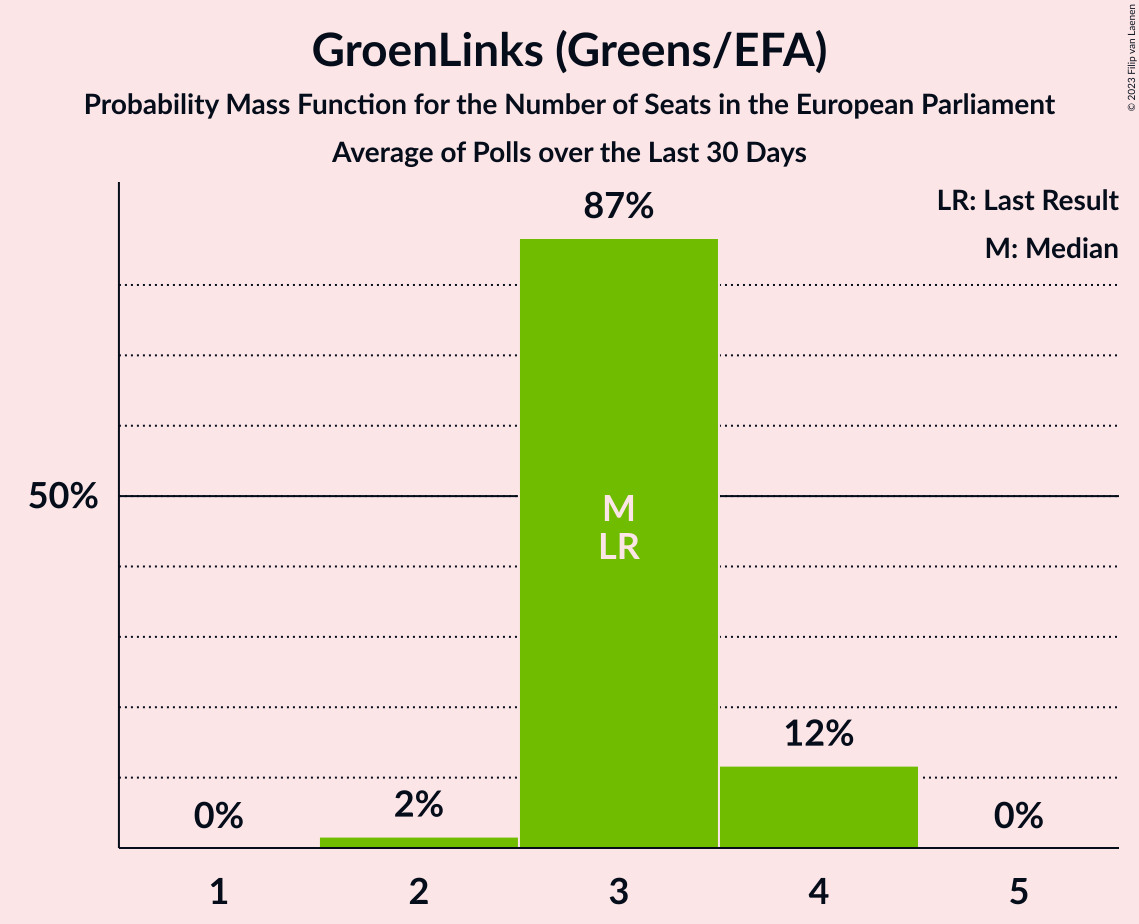 GroenLinks (Greens/EFA)
Probability Mass Function for the Number of Seats in the European Parliament
Average of Polls over the Last 30 Days
© 2023 Filip van Laenen
LR: Last Result
M: Median
87%
50%
M
LR
12%
2%
0%
0%
1 2 3 4 5